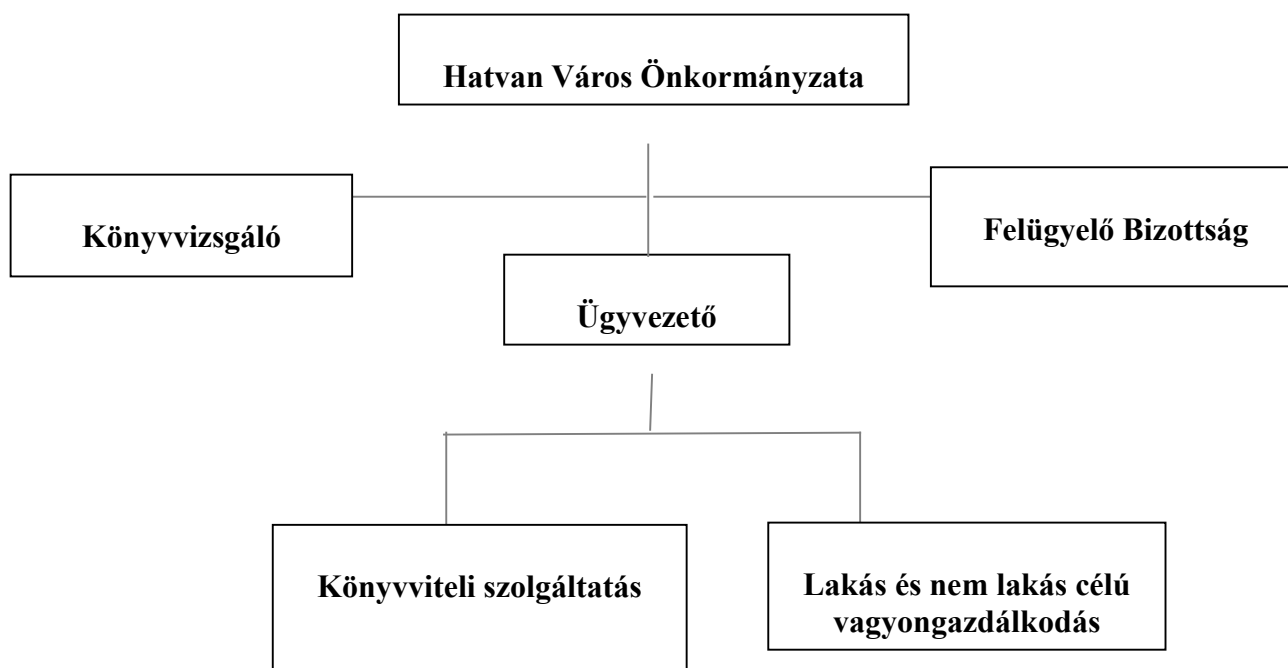 Hatvan Város Önkormányzata
Könyvvizsgáló
Felügyelő Bizottság
Ügyvezető
Könyvviteli szolgáltatás
Lakás és nem lakás célú
vagyongazdálkodás